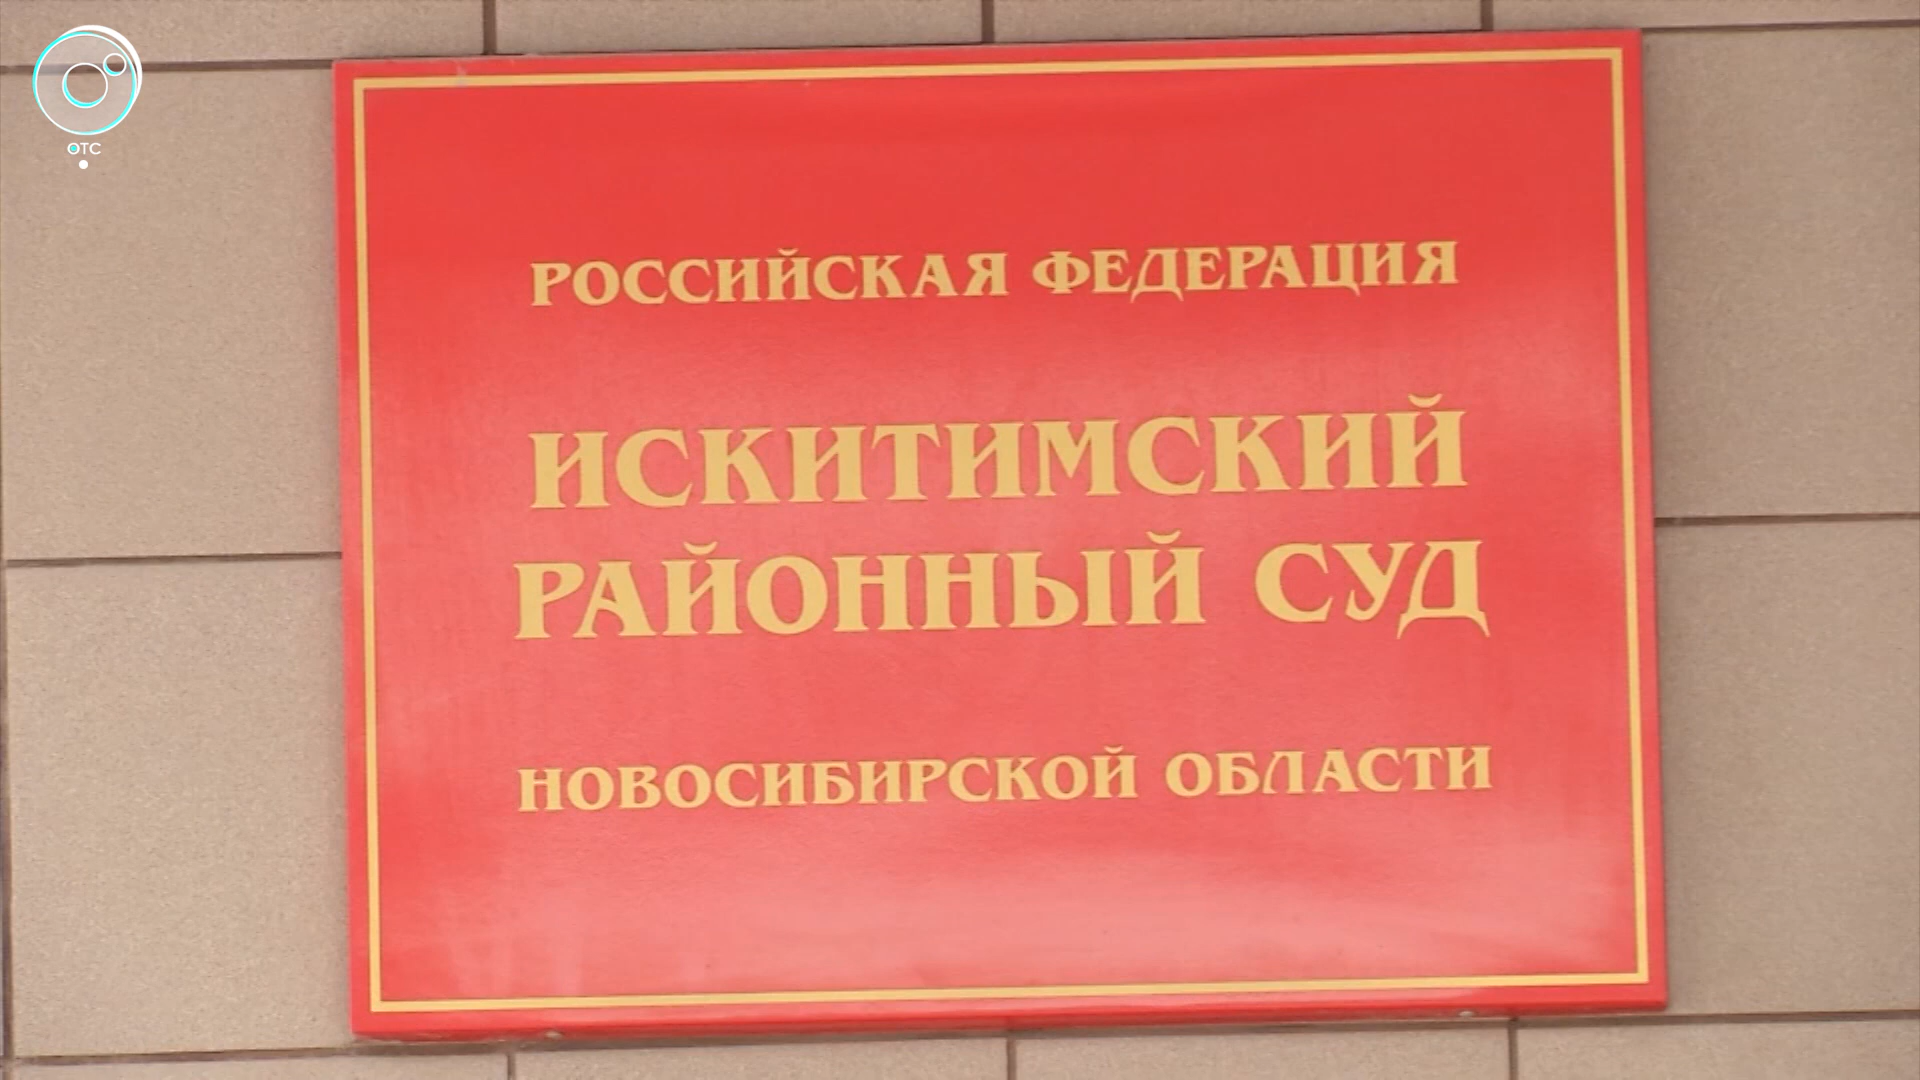 ОТС
РОССИЙСКАЯ ФЕДЕРАЦИЯ
ИСКИТИМСКИЙ
РАЙОННЫЙ СУД
НОВОСИБИРСКОЙ ОБЛАСТИ